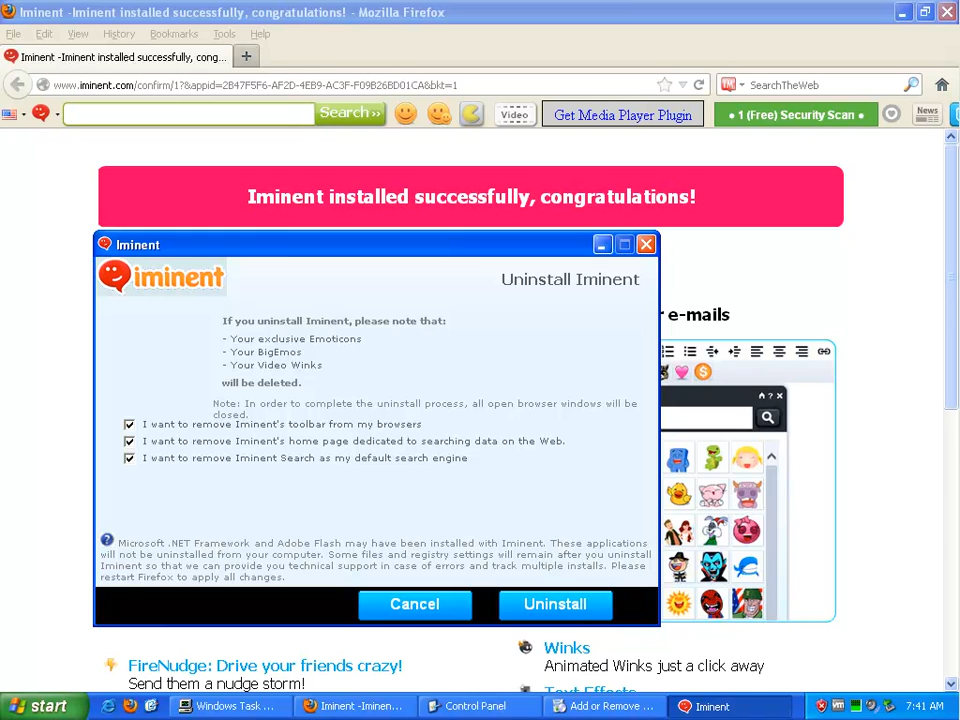 Iminent -Iminent installed successfully, congratulations! - Mozilla Firefox
File Edit View History Bookmarks Tools Help
Iminent -Iminent installed successfully, cong...
www.iminent.com/confirm/1?&appid=2B47F5F6-AF2D-4EB9-AC3F-F09B26BD01CA&bkt=1
SearchTheWeb
Search»
Video
Get Media Player Plugin
• 1 (Free) Security Scan •
News
Iminent installed successfully, congratulations!
Iminent
iminent
Uninstall Iminent
If you uninstall Iminent, please note that:
- Your exclusive Emoticons
- Your BigEmos
- Your Video Winks
will be deleted.
Note: In order to complete the uninstall process, all open browser windows will be
closed.
I want to remove Iminent's toolbar from my browsers
I want to remove Iminent's home page dedicated to searching data on the Web.
I want to remove Iminent Search as my default search engine
Microsoft .NET Framework and Adobe Flash may have been installed with Iminent. These applications
will not be uninstalled from your computer. Some files and registry settings will remain after you uninstall
Iminent so that we can provide you technical support in case of errors and track multiple installs. Please
restart Firefox to apply all changes.
Cancel
Uninstall
e-mails
FireNudge: Drive your friends crazy!
Send them a nudge storm!
Winks
Animated Winks just a click away
Text Effects
start
Windows Task ...
Iminent -Iminen...
Control Panel
Add or Remove ...
Iminent
7:41 AM